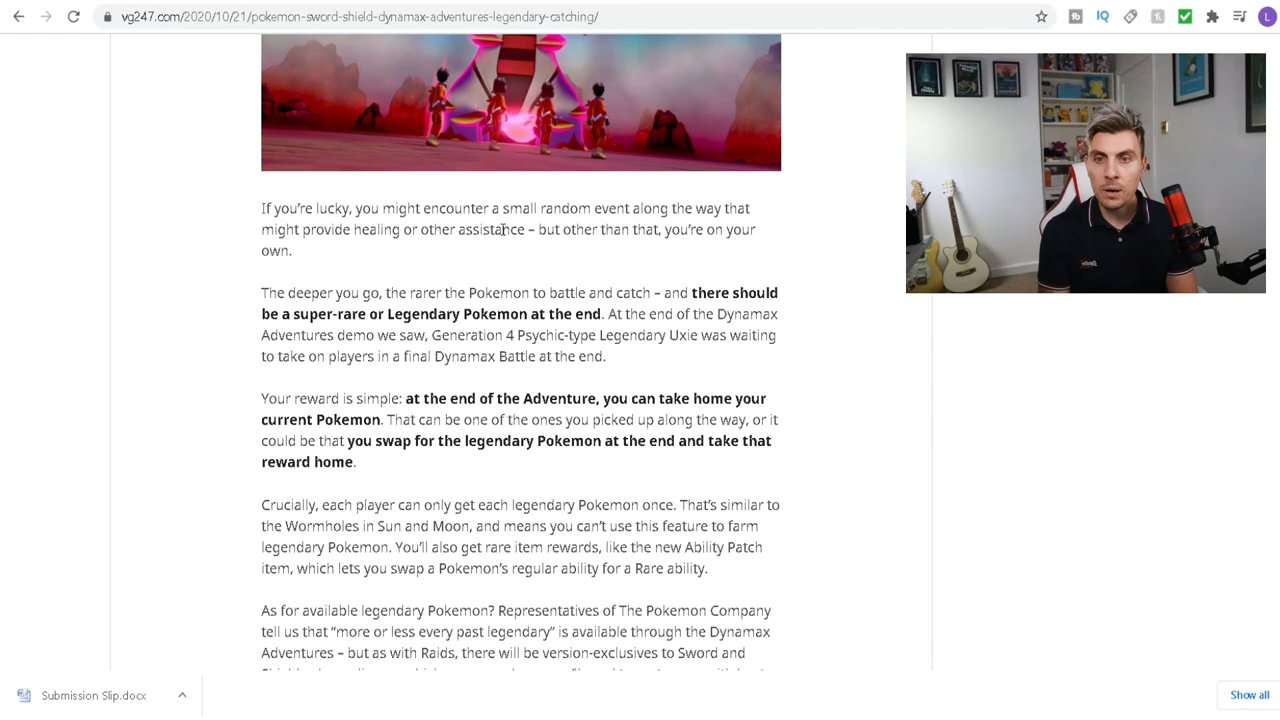 vg247.com/2020/10/21/pokemon-sword-shield-dynamax-adventures-legendary-catching/
If you’re lucky, you might encounter a small random event along the way that
might provide healing or other assistance – but other than that, you’re on your
own.
The deeper you go, the rarer the Pokemon to battle and catch – and there should
be a super-rare or Legendary Pokemon at the end. At the end of the Dynamax
Adventures demo we saw, Generation 4 Psychic-type Legendary Uxie was waiting
to take on players in a final Dynamax Battle at the end.
Your reward is simple: at the end of the Adventure, you can take home your
current Pokemon. That can be one of the ones you picked up along the way, or it
could be that you swap for the legendary Pokemon at the end and take that
reward home.
Crucially, each player can only get each legendary Pokemon once. That’s similar to
the Wormholes in Sun and Moon, and means you can’t use this feature to farm
legendary Pokemon. You’ll also get rare item rewards, like the new Ability Patch
item, which lets you swap a Pokemon’s regular ability for a Rare ability.
As for available legendary Pokemon? Representatives of The Pokemon Company
tell us that “more or less every past legendary” is available through the Dynamax
Adventures – but as with Raids, there will be version-exclusives to Sword and
Submission Slip.docx
Show all